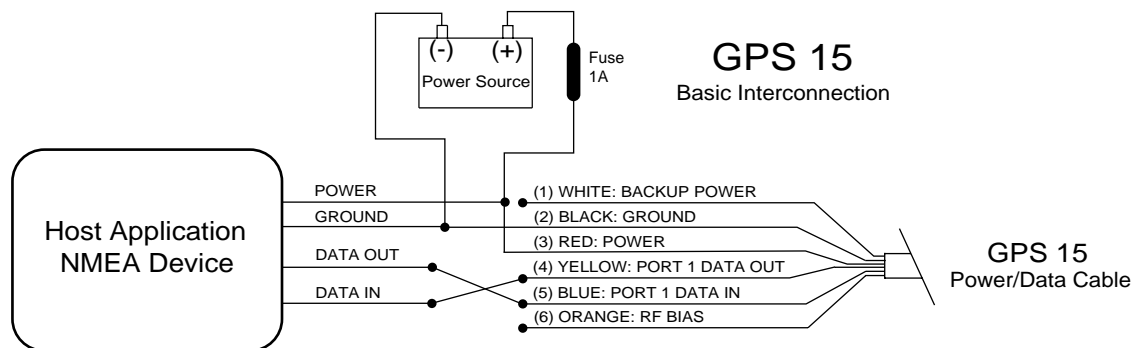 (-) (+)
Power Source
Fuse
1A
GPS 15
Basic Interconnection
Host Application
NMEA Device
POWER
GROUND
DATA OUT
DATA IN
(1) WHITE: BACKUP POWER
(2) BLACK: GROUND
(3) RED: POWER
(4) YELLOW: PORT 1 DATA OUT
(5) BLUE: PORT 1 DATA IN
(6) ORANGE: RF BIAS
GPS 15
Power/Data Cable